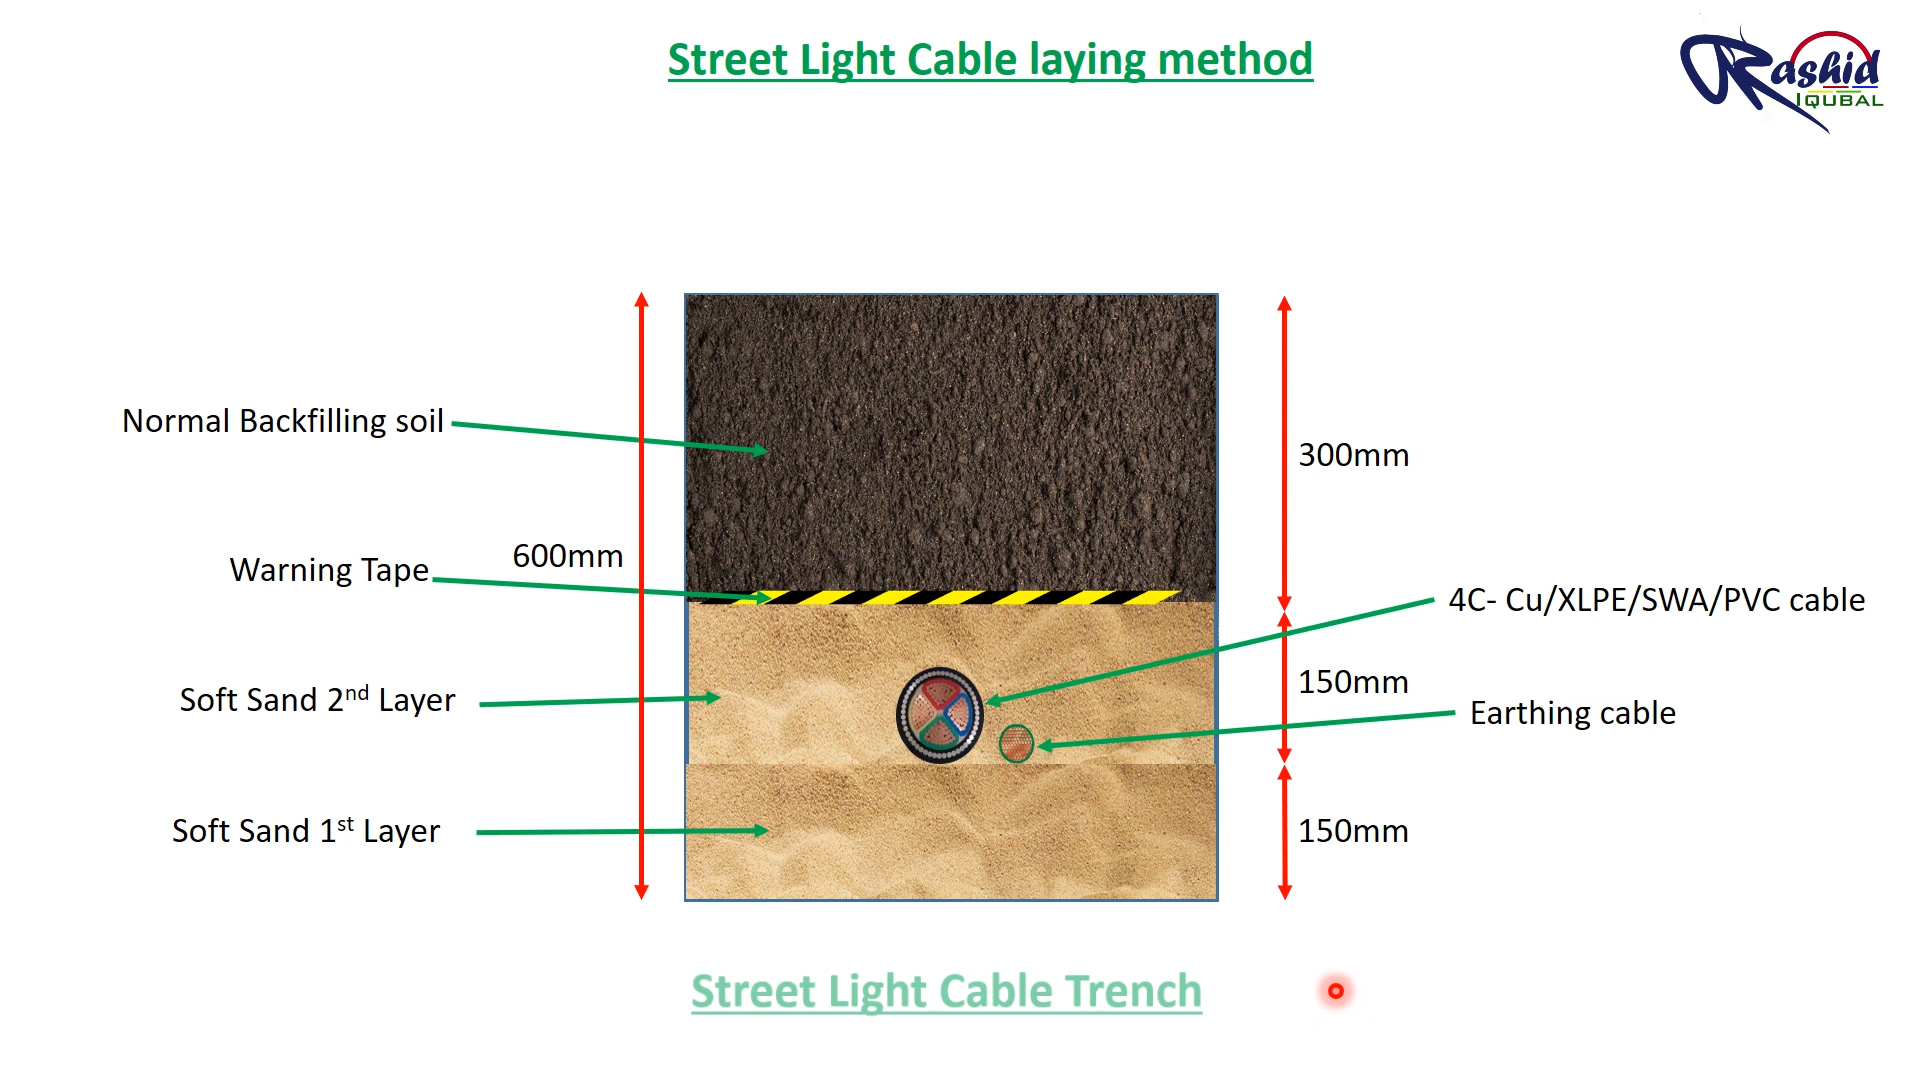 Street Light Cable laying method
Rashid
IQUBAL
Normal Backfilling soil
300mm
600mm
Warning Tape
4C- Cu/XLPE/SWA/PVC cable
150mm
Soft Sand 2nd Layer
Earthing cable
Soft Sand 1st Layer
150mm
Street Light Cable Trench